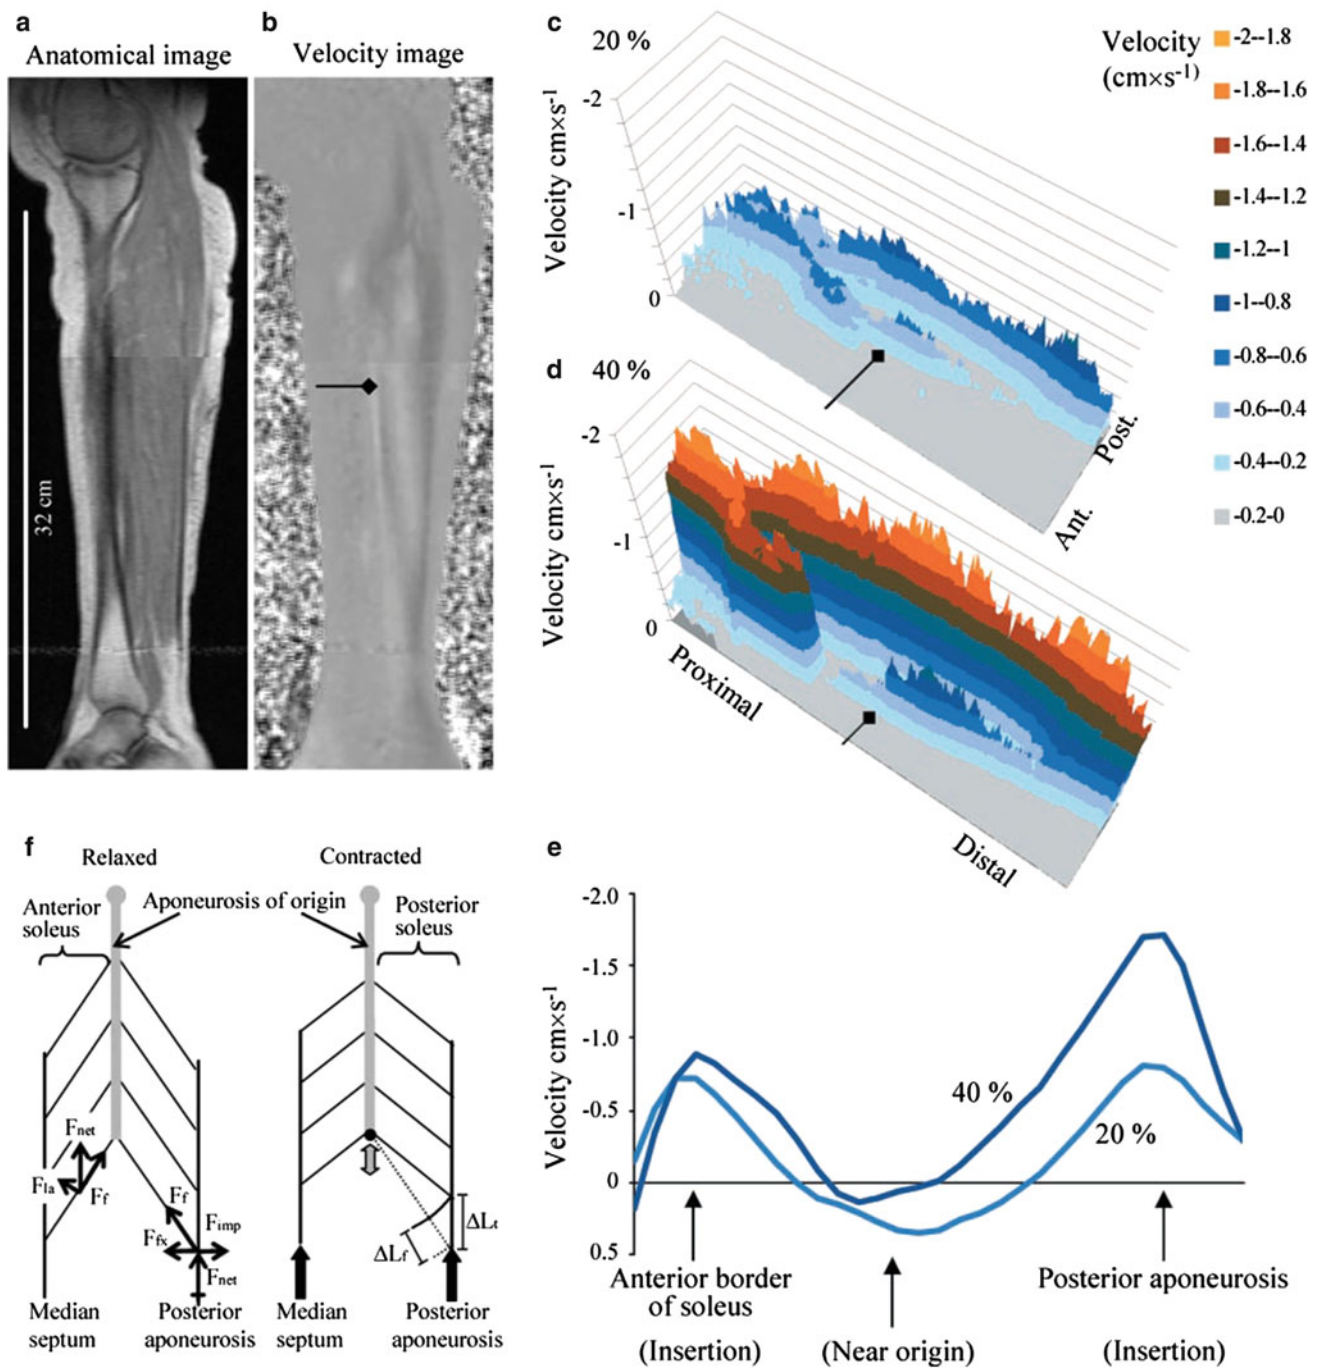 a
Anatomical image
32 cm
b
Velocity image
c
20 %
Velocity cm×s⁻¹
-2
-1
0
Post.
Ant.
Velocity
(cm×s⁻¹)
-2--1.8
-1.8--1.6
-1.6--1.4
-1.4--1.2
-1.2--1
-1--0.8
-0.8--0.6
-0.6--0.4
-0.4--0.2
-0.2-0
d
40 %
Velocity cm×s⁻¹
-2
-1
0
Proximal
Distal
f
Relaxed
Contracted
Anterior
soleus
Aponeurosis of origin
Posterior
soleus
Fnet
Fla
Ff
Ff
Fimp
Ffx
Fnet
ΔLt
ΔLf
Median
septum
Posterior
aponeurosis
Median
septum
Posterior
aponeurosis
e
Velocity cm×s⁻¹
-2.0
-1.5
-1.0
-0.5
0
0.5
40 %
20 %
Anterior border
of soleus
(Insertion)
(Near origin)
Posterior aponeurosis
(Insertion)